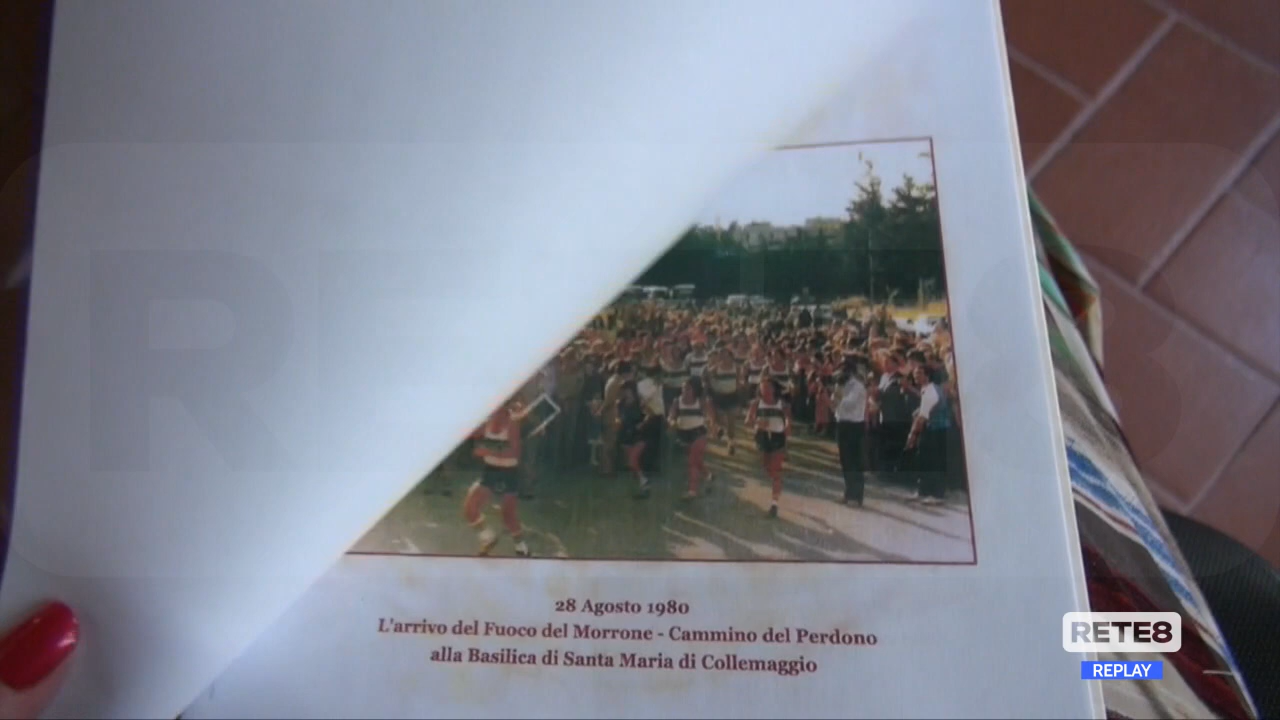 28 Agosto 1980
L'arrivo del Fuoco del Morrone - Cammino del Perdono
alla Basilica di Santa Maria di Collemaggio
RETE8
REPLAY
RETE8